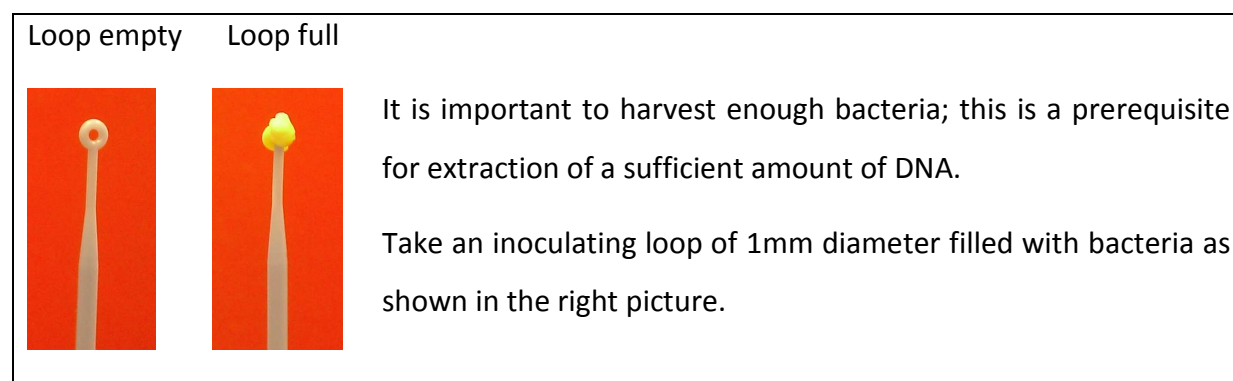 Loop empty Loop full
It is important to harvest enough bacteria; this is a prerequisite
for extraction of a sufficient amount of DNA.
Take an inoculating loop of 1mm diameter filled with bacteria as
shown in the right picture.